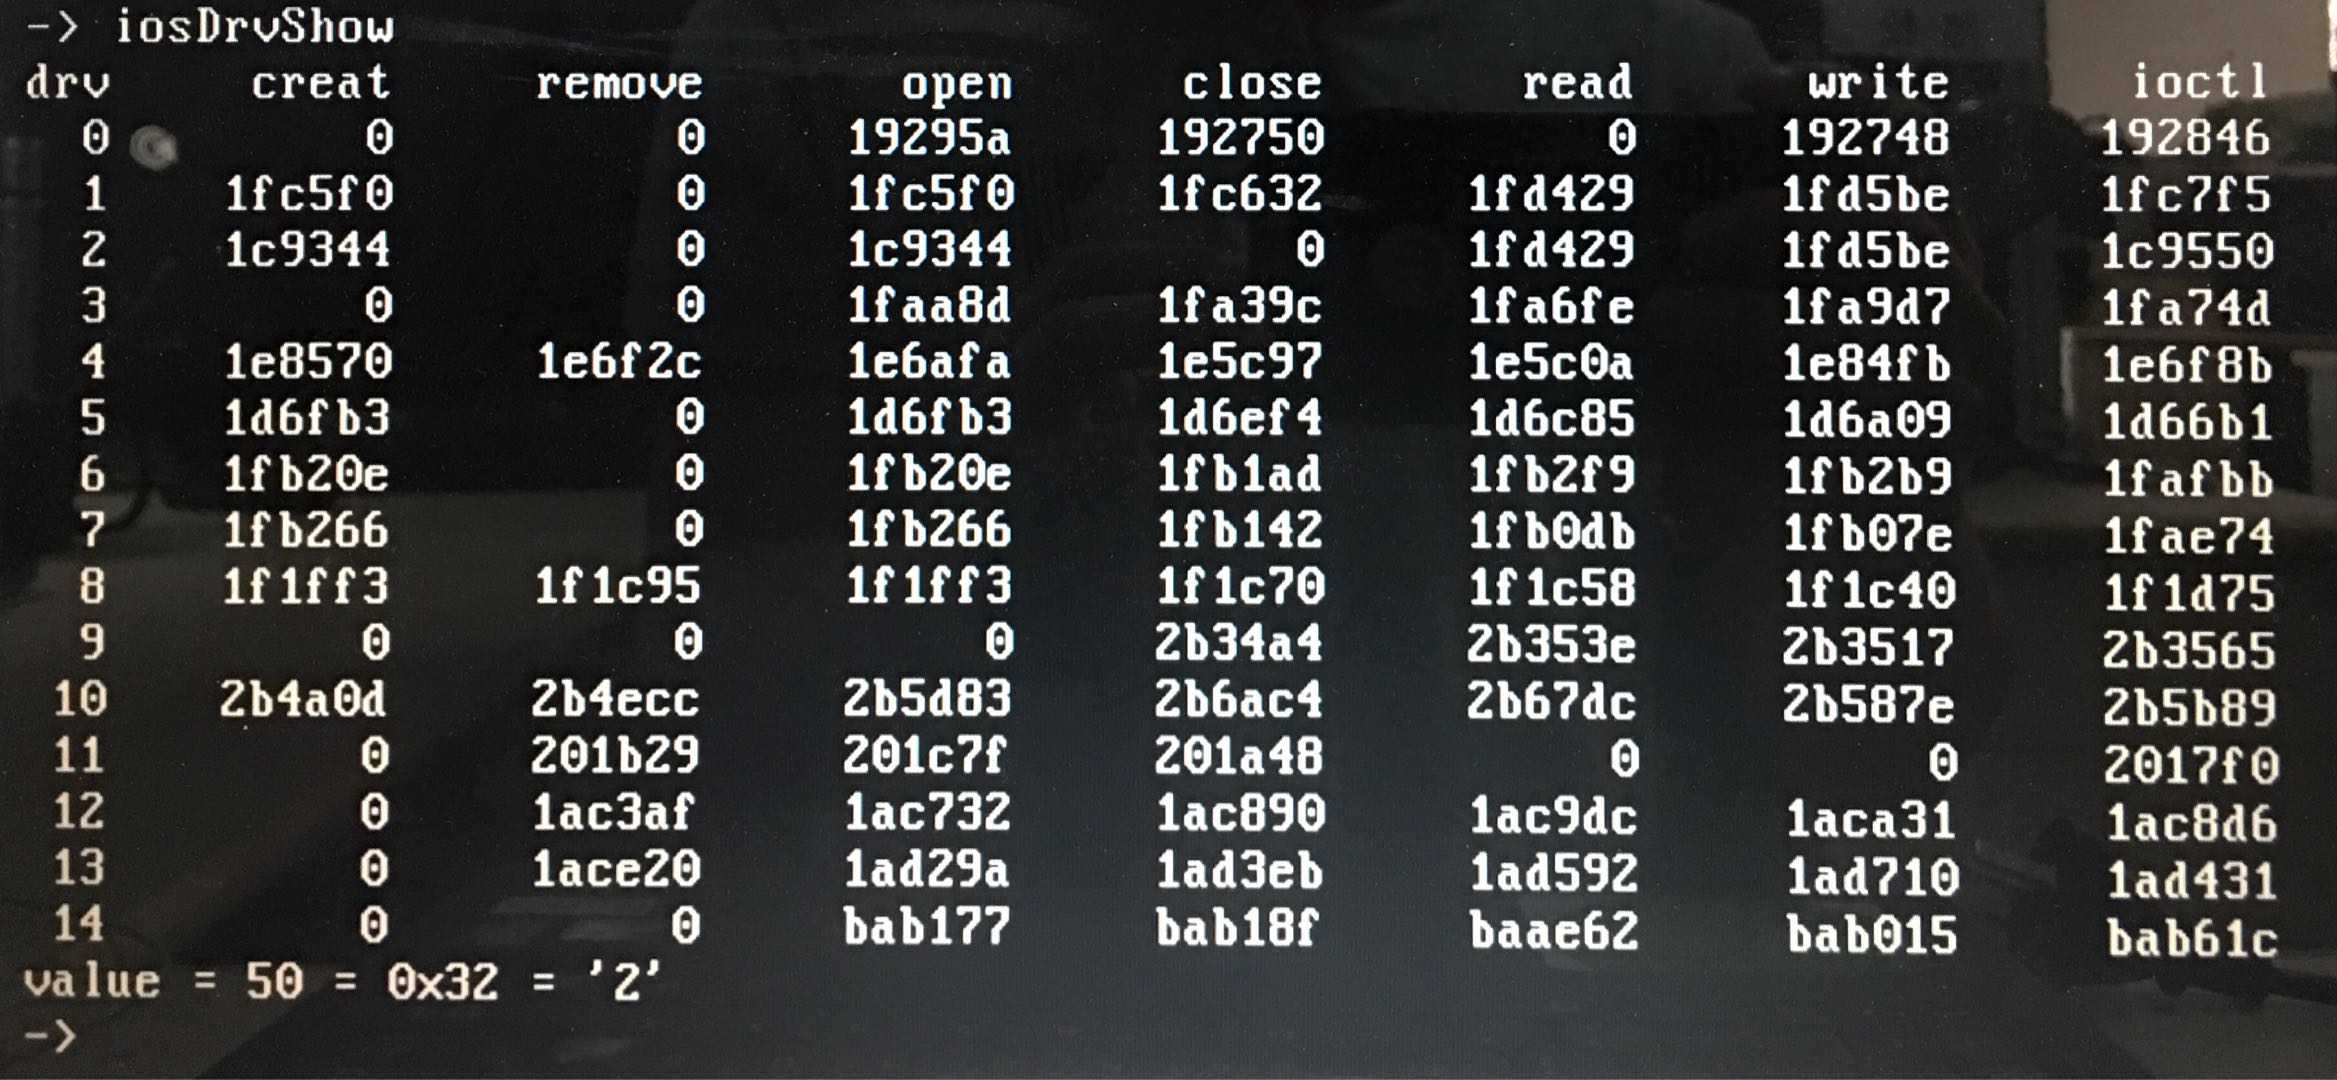 -> iosDrvShow
drv creat remove open close read write ioctl
0 0 0 19295a 192750 0 192748 192846
1 1fc5f0 0 1fc5f0 1fc632 1fd429 1fd5be 1fc7f5
2 1c9344 0 1c9344 0 1fd429 1fd5be 1c9550
3 0 0 1faa8d 1fa39c 1fa6fe 1fa9d7 1fa74d
4 1e8570 1e6f2c 1e6afa 1e5c97 1e5c0a 1e84fb 1e6f8b
5 1d6fb3 0 1d6fb3 1d6ef4 1d6c85 1d6a09 1d66b1
6 1fb20e 0 1fb20e 1fb1ad 1fb2f9 1fb2b9 1fafbb
7 1fb266 0 1fb266 1fb142 1fb0db 1fb07e 1fae74
8 1f1ff3 1f1c95 1f1ff3 1f1c70 1f1c58 1f1c40 1f1d75
9 0 0 0 2b34a4 2b353e 2b3517 2b3565
10 2b4a0d 2b4ecc 2b5d83 2b6ac4 2b67dc 2b587e 2b5b89
11 0 201b29 201c7f 201a48 0 0 2017f0
12 0 1ac3af 1ac732 1ac890 1ac9dc 1aca31 1ac8d6
13 0 1ace20 1ad29a 1ad3eb 1ad592 1ad710 1ad431
14 0 0 bab177 bab18f baae62 bab015 bab61c
value = 50 = 0x32 = '2'
->